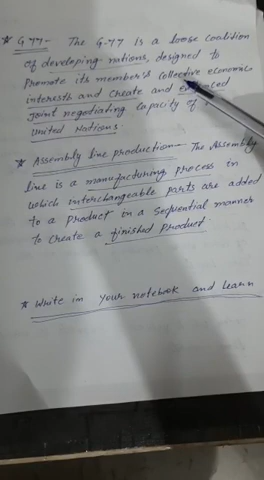 * G 77 - The G-77 Is a loose coalition
of developing nations, designed to
Promote its member's collective economic
interests and create and
joint negotiating capacity of
United Nations.
* Assembly line production - The Assembly
line is a manufacturing process in
which interchangeable parts are added
To a Product in a Sequential manner
To create a finished Product.
* Write in your notebook and learn